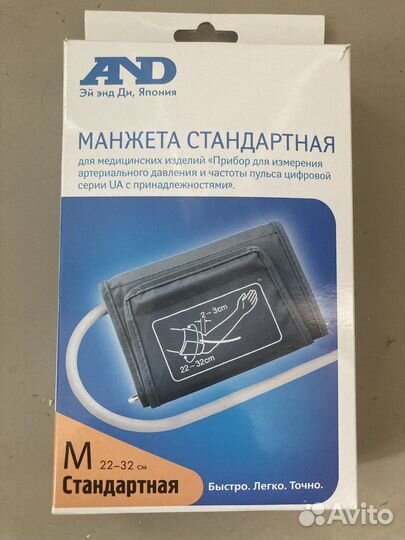 AND
Эй энд Ди, Япония
МАНЖЕТА СТАНДАРТНАЯ
для медицинских изделий «Прибор для измерения
артериального давления и частоты пульса цифровой
серии UA с принадлежностями».
2-3cm
22-32cm
M 22–32 см
Стандартная
Быстро. Легко. Точно.
Avito